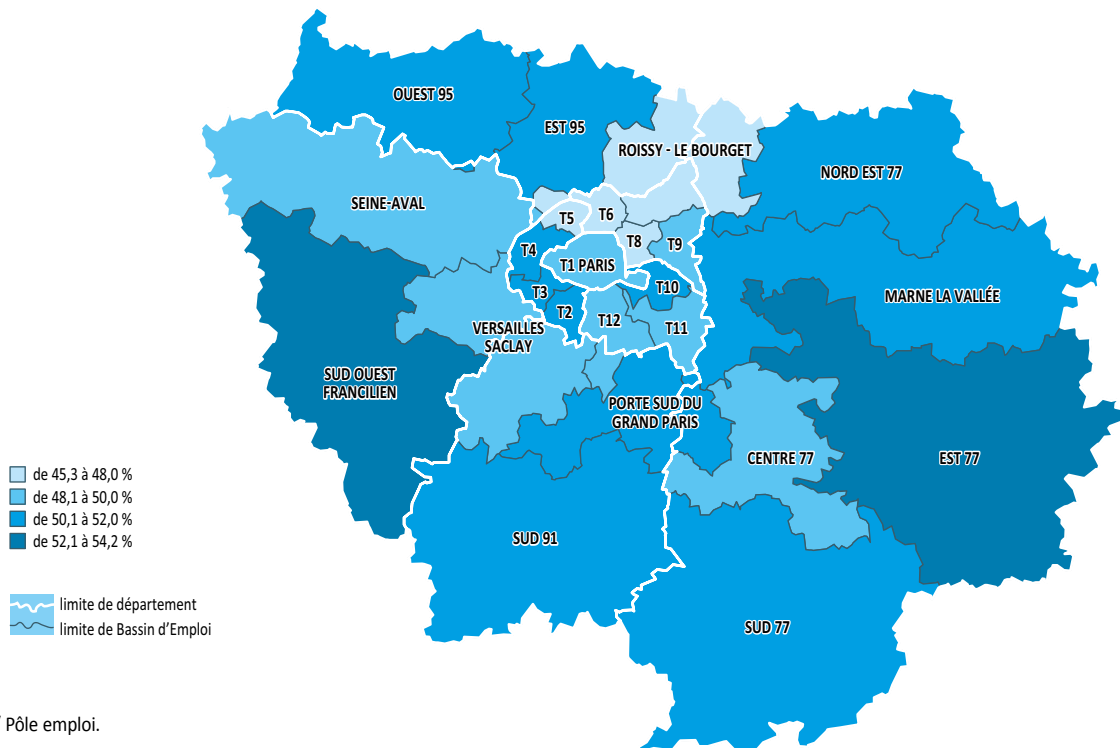 OUEST 95
EST 95
ROISSY - LE BOURGET
NORD EST 77
SEINE-AVAL
T5
T6
T8
T9
T4
T1 PARIS
T10
T3
T2
T12
T11
MARNE LA VALLÉE
VERSAILLES
SACLAY
SUD OUEST
FRANCILIEN
PORTE SUD DU
GRAND PARIS
CENTRE 77
EST 77
SUD 91
SUD 77
de 45,3 à 48,0 %
de 48,1 à 50,0 %
de 50,1 à 52,0 %
de 52,1 à 54,2 %
limite de département
limite de Bassin d’Emploi
Pôle emploi.